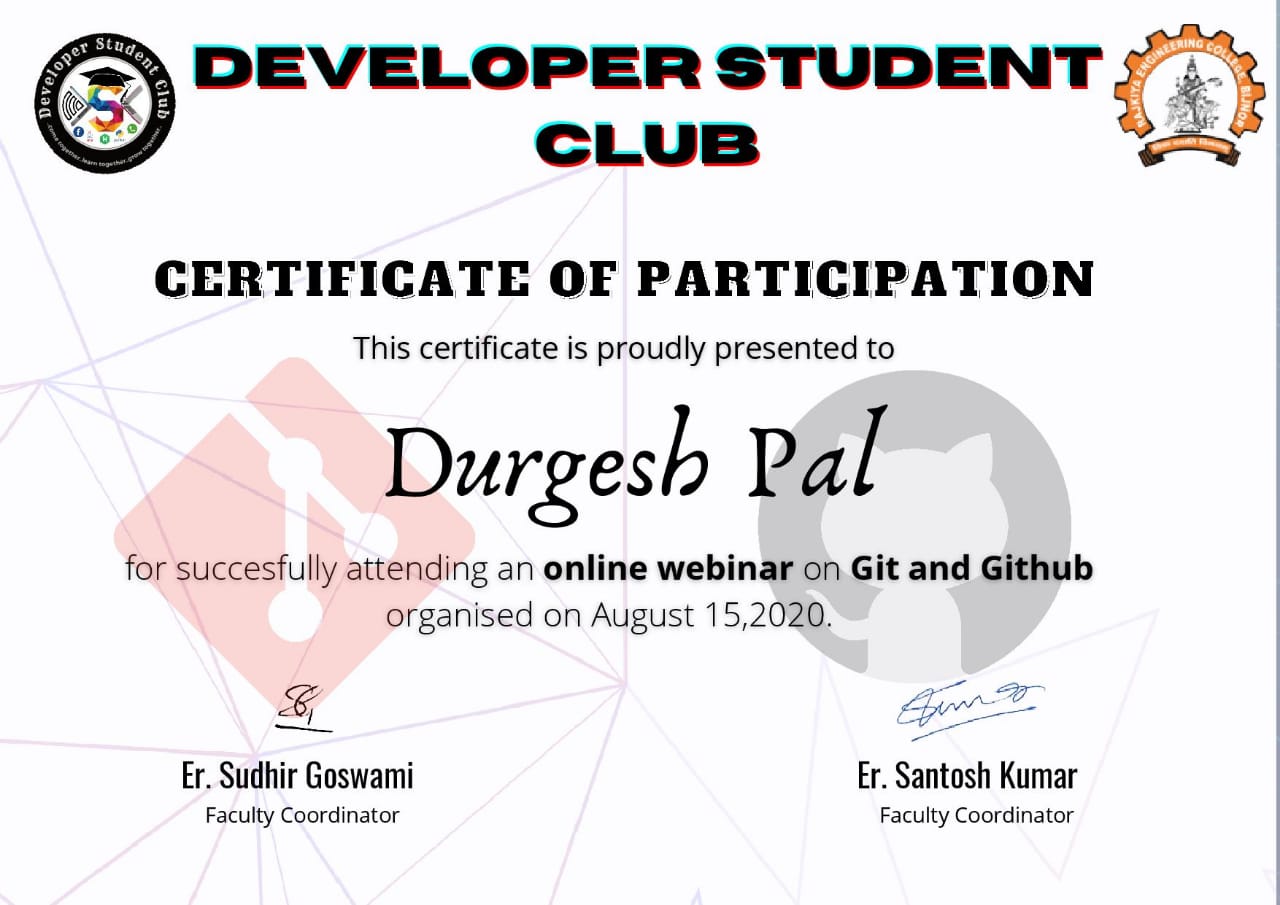 Developer Student Club
.come together..learn together..grow together.
DEVELOPER STUDENT
CLUB
RAJKIYA ENGINEERING COLLEGE, BIJNOR
CERTIFICATE OF PARTICIPATION
This certificate is proudly presented to
Durgesh Pal
for succesfully attending an online webinar on Git and Github
organised on August 15,2020.
Er. Sudhir Goswami
Faculty Coordinator
Er. Santosh Kumar
Faculty Coordinator